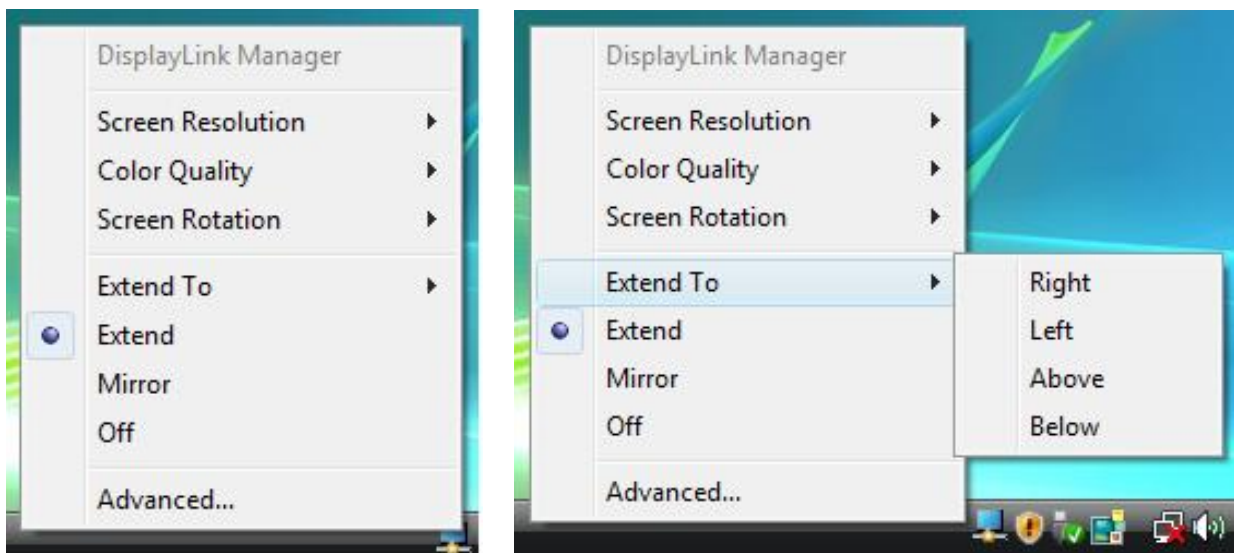 DisplayLink Manager
Screen Resolution
Color Quality
Screen Rotation
Extend To
Extend
Mirror
Off
Advanced...
DisplayLink Manager
Screen Resolution
Color Quality
Screen Rotation
Extend To
Extend
Mirror
Off
Advanced...
Right
Left
Above
Below